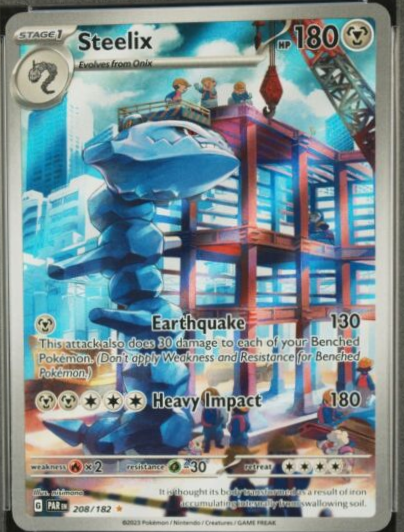 STAGE 1
Steelix
HP 180
Evolves from Onix
Earthquake 130
This attack also does 30 damage to each of your Benched
Pokémon. (Don't apply Weakness and Resistance for Benched
Pokémon.)
Heavy Impact 180
weakness ×2 resistance -30 retreat
Illus. nisimono
G PAR EN 208/182 ★
It is thought its body transformed as a result of iron
accumulating internally from swallowing soil.
©2023 Pokémon / Nintendo / Creatures / GAME FREAK